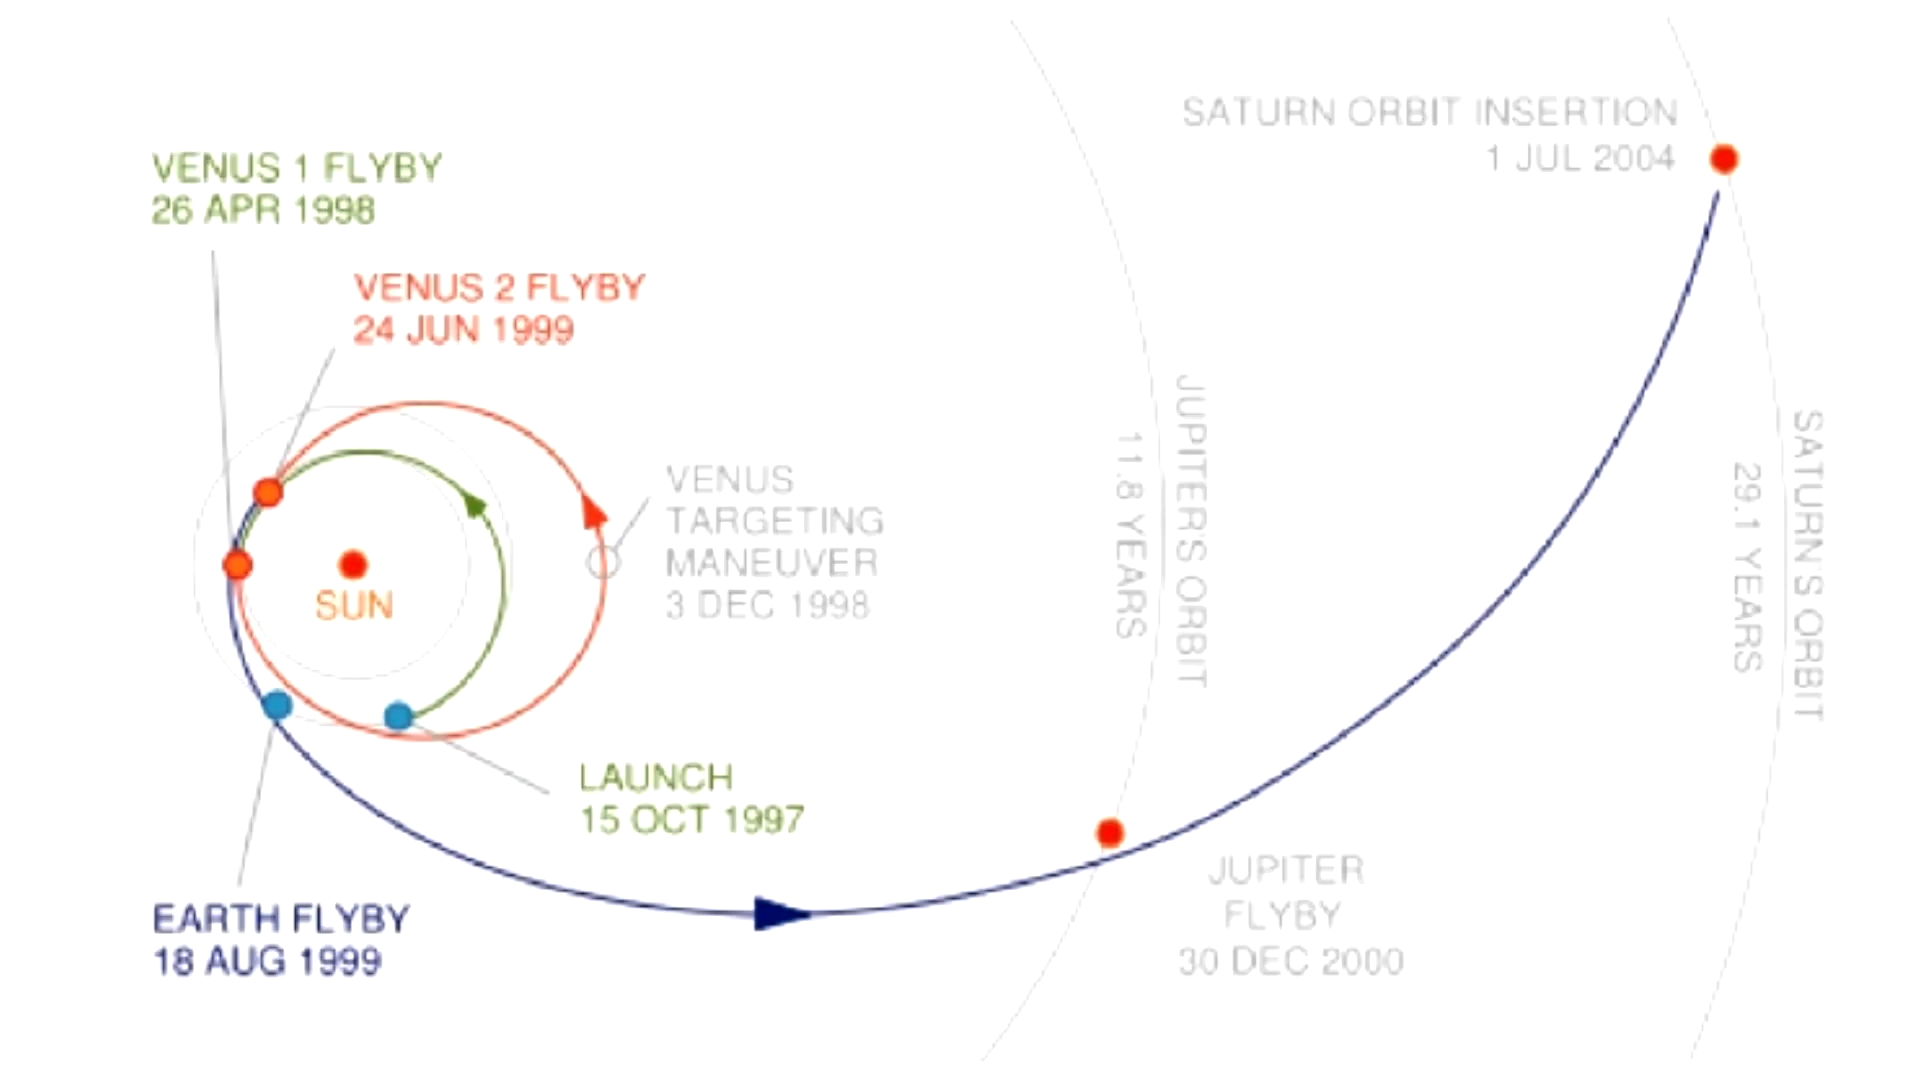 SATURN ORBIT INSERTION
1 JUL 2004
VENUS 1 FLYBY
26 APR 1998
VENUS 2 FLYBY
24 JUN 1999
VENUS
TARGETING
MANEUVER
3 DEC 1998
JUPITER'S ORBIT
11.8 YEARS
SATURN'S ORBIT
29.1 YEARS
SUN
LAUNCH
15 OCT 1997
JUPITER
FLYBY
30 DEC 2000
EARTH FLYBY
18 AUG 1999